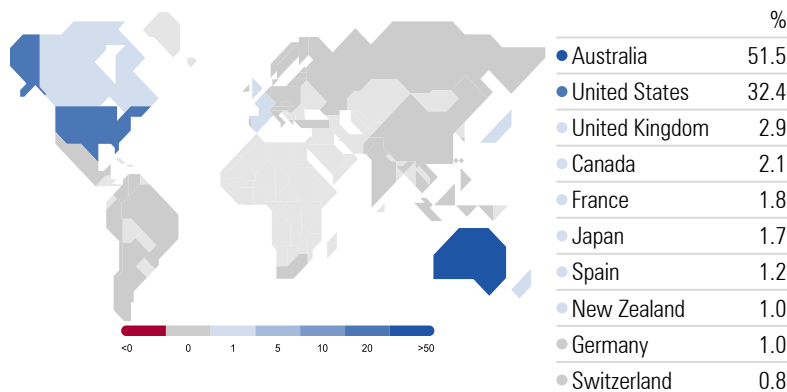 %
Australia 51.5
United States 32.4
United Kingdom 2.9
Canada 2.1
France 1.8
Japan 1.7
Spain 1.2
New Zealand 1.0
Germany 1.0
Switzerland 0.8
<0 0 1 5 10 20 >50